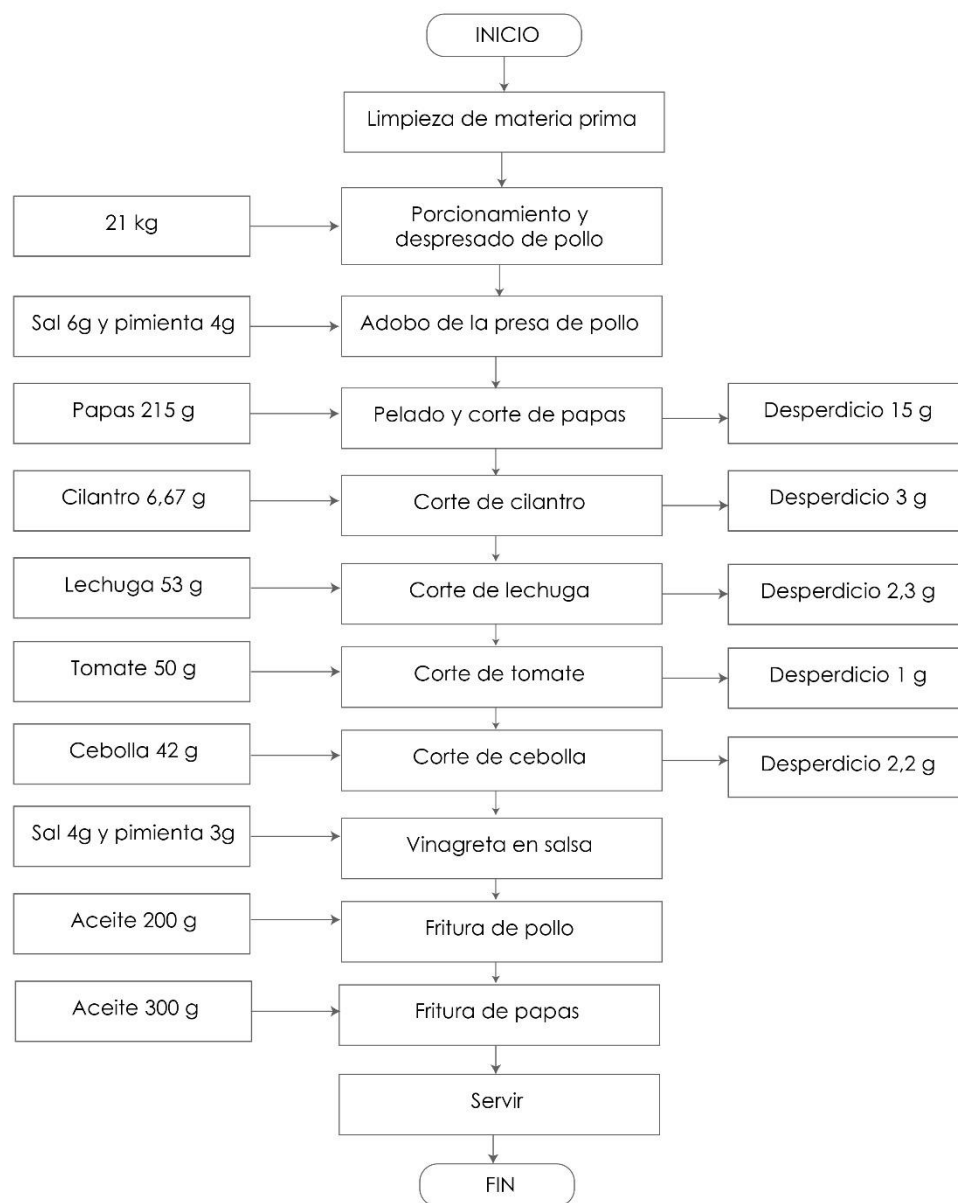 INICIO
Limpieza de materia prima
21 kg
Porcionamiento y
despresado de pollo
Sal 6g y pimienta 4g
Adobo de la presa de pollo
Papas 215 g
Pelado y corte de papas
Desperdicio 15 g
Cilantro 6,67 g
Corte de cilantro
Desperdicio 3 g
Lechuga 53 g
Corte de lechuga
Desperdicio 2,3 g
Tomate 50 g
Corte de tomate
Desperdicio 1 g
Cebolla 42 g
Corte de cebolla
Desperdicio 2,2 g
Sal 4g y pimienta 3g
Vinagreta en salsa
Aceite 200 g
Fritura de pollo
Aceite 300 g
Fritura de papas
Servir
FIN